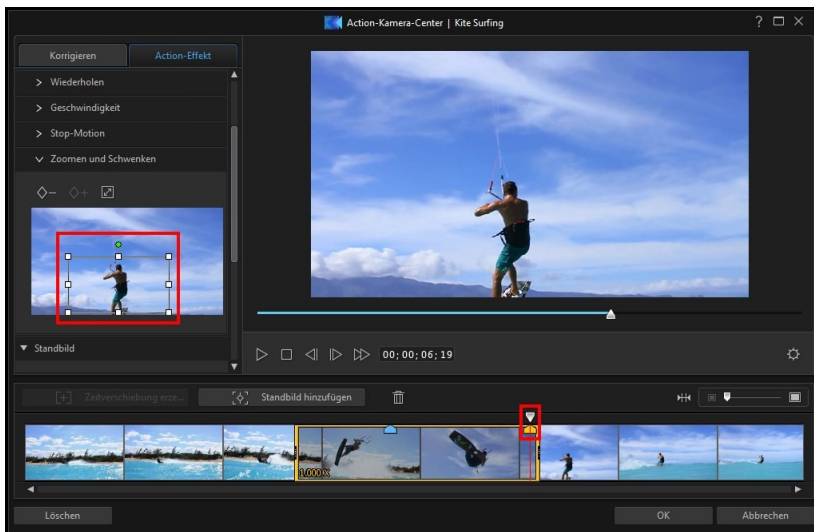 Action-Kamera-Center | Kite Surfing
Korrigieren
Action-Effekt
Wiederholen
Geschwindigkeit
Stop-Motion
Zoomen und Schwenken
Standbild
00; 00; 06; 19
Zeitverschiebung erze...
Standbild hinzufügen
1.000 X
Löschen
OK
Abbrechen